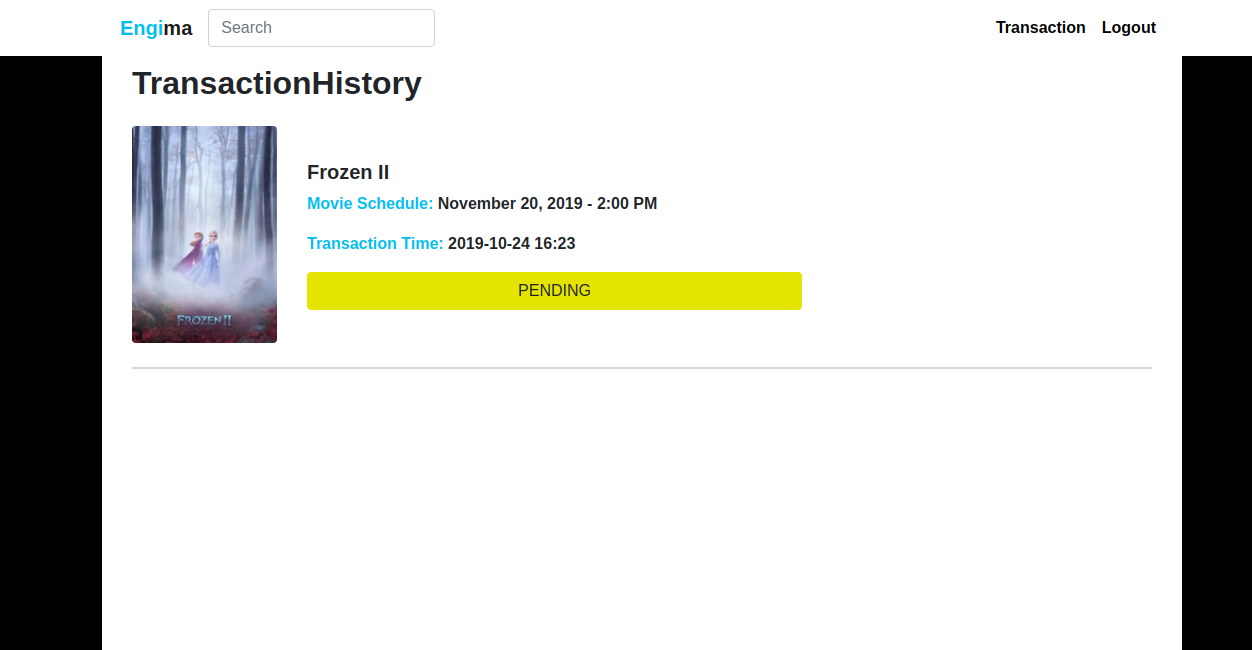 Engima Search Transaction Logout
TransactionHistory
Frozen II
Movie Schedule: November 20, 2019 - 2:00 PM
Transaction Time: 2019-10-24 16:23
PENDING
FROZEN II